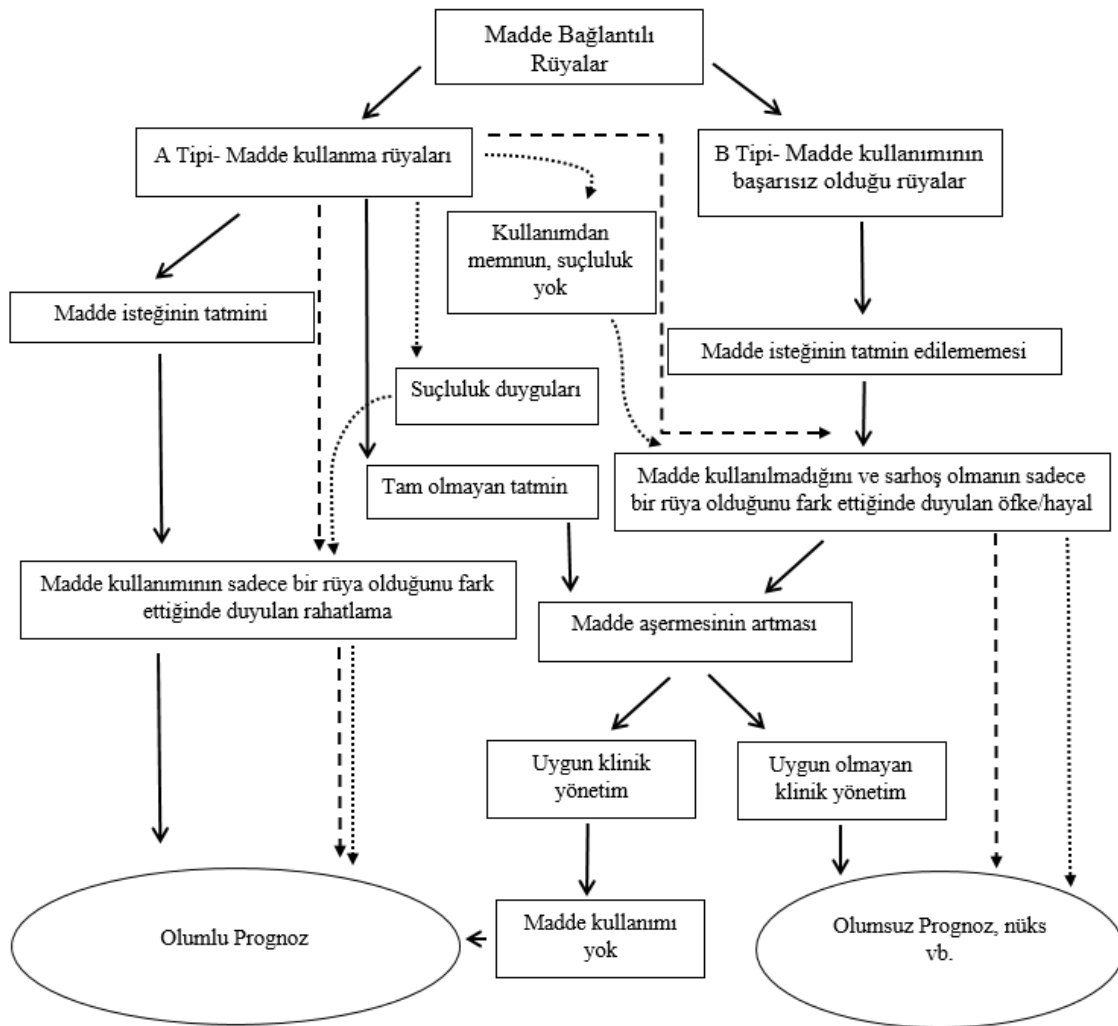 Madde Bağlantılı
Rüyalar
A Tipi- Madde kullanma rüyaları
B Tipi- Madde kullanımının
başarısız olduğu rüyalar
Kullanımdan
memnun, suçluluk
yok
Madde isteğinin tatmini
Madde isteğinin tatmin edilememesi
Suçluluk duyguları
Tam olmayan tatmin
Madde kullanılmadığını ve sarhoş olmanın sadece
bir rüya olduğunu fark ettiğinde duyulan öfke/hayal
Madde kullanımının sadece bir rüya olduğunu fark
ettiğinde duyulan rahatlama
Madde aşermesinin artması
Uygun klinik
yönetim
Uygun olmayan
klinik yönetim
Madde kullanımı
yok
Olumlu Prognoz
Olumsuz Prognoz, nüks
vb.